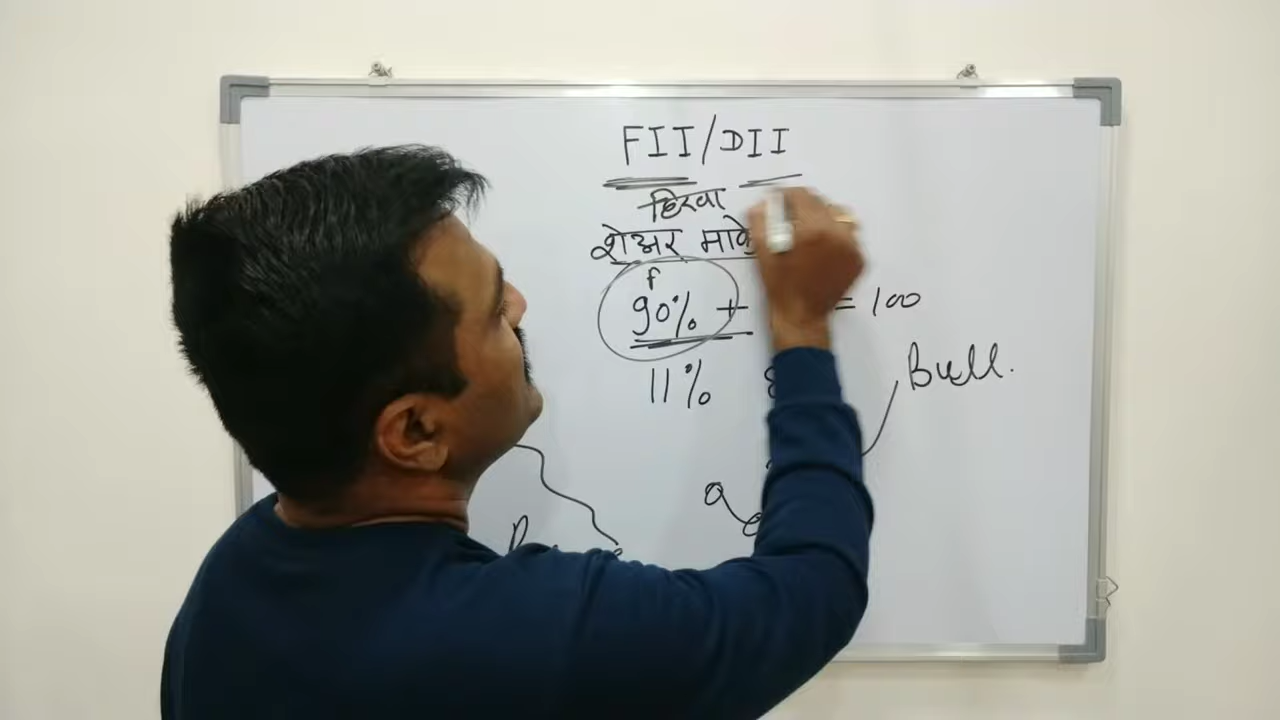 FII/DII
शेअर
f
90% + = 100
11%
Bull.